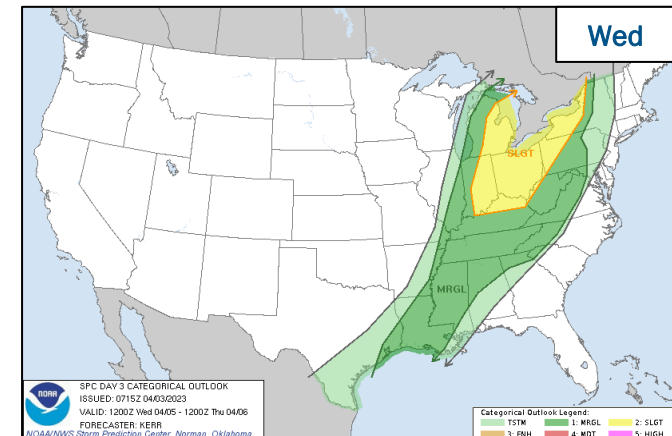 Wed
SLGT
MRGL
NOAA
SPC DAY 3 CATEGORICAL OUTLOOK
ISSUED: 0715Z 04/03/2023
VALID: 1200Z Wed 04/05 - 1200Z Thu 04/06
FORECASTER: KERR
NOAA/NWS Storm Prediction Center, Norman, Oklahoma
Categorical Outlook Legend:
TSTM 1: MRGL 2: SLGT
3: ENH 4: MDT 5: HIGH